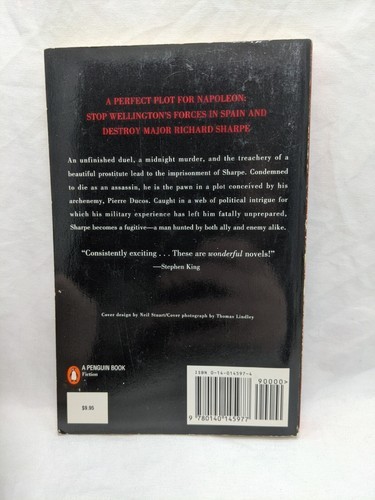 A PERFECT PLOT FOR NAPOLEON:
STOP WELLINGTON'S FORCES IN SPAIN AND
DESTROY MAJOR RICHARD SHARPE
An unfinished duel, a midnight murder, and the treachery of a
beautiful prostitute lead to the imprisonment of Sharpe. Condemned
to die as an assassin, he is the pawn in a plot conceived by his
archenemy, Pierre Ducos. Caught in a web of political intrigue for
which his military experience has left him fatally unprepared,
Sharpe becomes a fugitive—a man hunted by both ally and enemy alike.
"Consistently exciting . . . These are wonderful novels!"
—Stephen King
Cover design by Neil Stuart/Cover photograph by Thomas Lindley
A PENGUIN BOOK
Fiction
$9.95
ISBN 0-14-014597-4
90000>
9 780140 145977